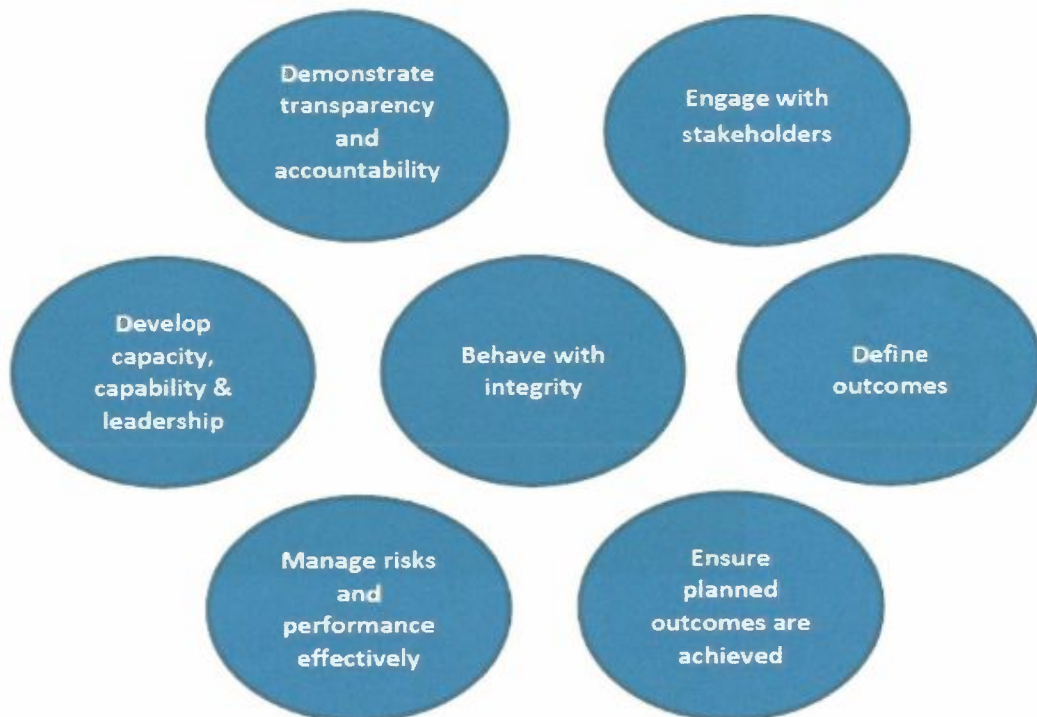 Demonstrate
transparency
and
accountability
Engage with
stakeholders
Develop
capacity,
capability &
leadership
Behave with
integrity
Define
outcomes
Manage risks
and
performance
effectively
Ensure
planned
outcomes are
achieved